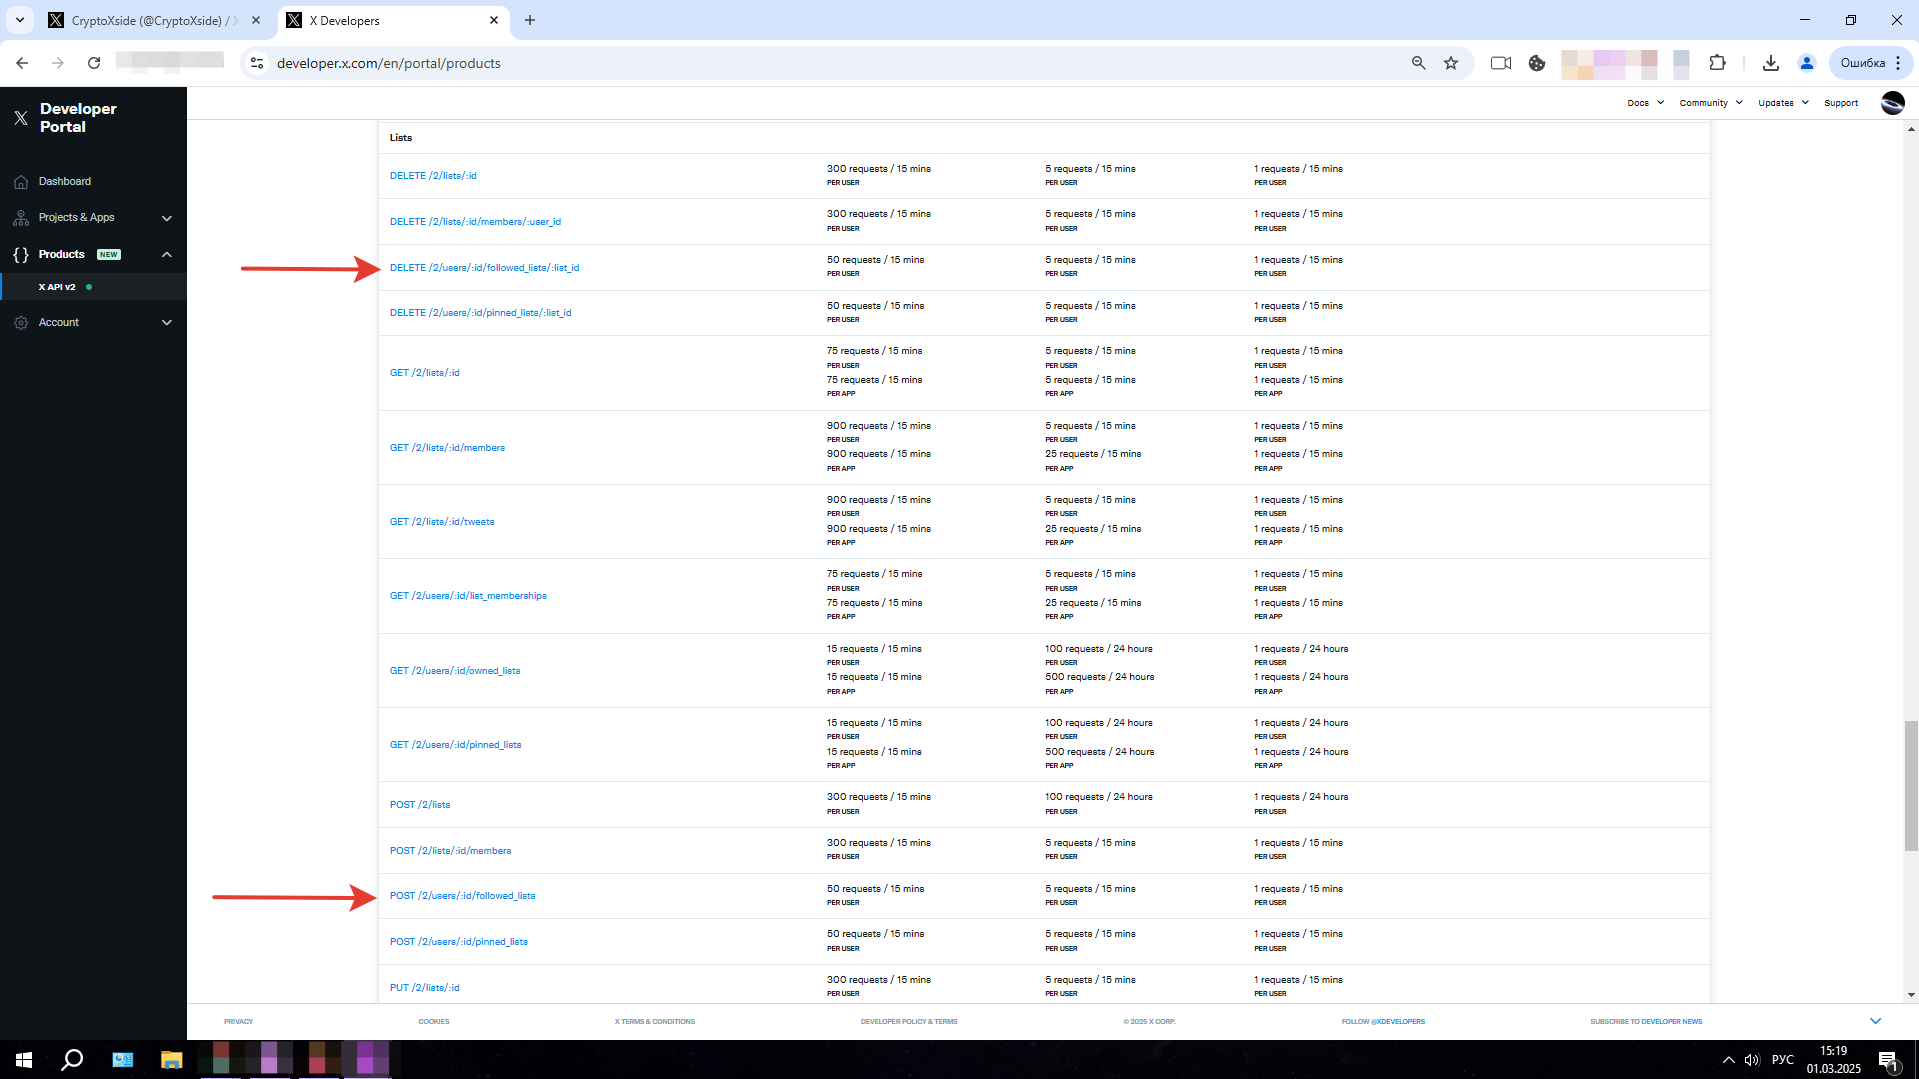 CryptoXside (@CryptoXside) / X
X Developers
developer.x.com/en/portal/products
Ошибка
Developer
Portal
Dashboard
Projects & Apps
Products NEW
X API v2
Account
Docs
Community
Updates
Support
Lists
DELETE /2/lists/:id
300 requests / 15 mins
PER USER
5 requests / 15 mins
PER USER
1 requests / 15 mins
PER USER
DELETE /2/lists/:id/members/:user_id
300 requests / 15 mins
PER USER
5 requests / 15 mins
PER USER
1 requests / 15 mins
PER USER
DELETE /2/users/:id/followed_lists/:list_id
50 requests / 15 mins
PER USER
5 requests / 15 mins
PER USER
1 requests / 15 mins
PER USER
DELETE /2/users/:id/pinned_lists/:list_id
50 requests / 15 mins
PER USER
5 requests / 15 mins
PER USER
1 requests / 15 mins
PER USER
GET /2/lists/:id
75 requests / 15 mins
PER USER
75 requests / 15 mins
PER APP
5 requests / 15 mins
PER USER
5 requests / 15 mins
PER APP
1 requests / 15 mins
PER USER
1 requests / 15 mins
PER APP
GET /2/lists/:id/members
900 requests / 15 mins
PER USER
900 requests / 15 mins
PER APP
5 requests / 15 mins
PER USER
25 requests / 15 mins
PER APP
1 requests / 15 mins
PER USER
1 requests / 15 mins
PER APP
GET /2/lists/:id/tweets
900 requests / 15 mins
PER USER
900 requests / 15 mins
PER APP
5 requests / 15 mins
PER USER
25 requests / 15 mins
PER APP
1 requests / 15 mins
PER USER
1 requests / 15 mins
PER APP
GET /2/users/:id/list_memberships
75 requests / 15 mins
PER USER
75 requests / 15 mins
PER APP
5 requests / 15 mins
PER USER
25 requests / 15 mins
PER APP
1 requests / 15 mins
PER USER
1 requests / 15 mins
PER APP
GET /2/users/:id/owned_lists
15 requests / 15 mins
PER USER
15 requests / 15 mins
PER APP
100 requests / 24 hours
PER USER
500 requests / 24 hours
PER APP
1 requests / 24 hours
PER USER
1 requests / 24 hours
PER APP
GET /2/users/:id/pinned_lists
15 requests / 15 mins
PER USER
15 requests / 15 mins
PER APP
100 requests / 24 hours
PER USER
500 requests / 24 hours
PER APP
1 requests / 24 hours
PER USER
1 requests / 24 hours
PER APP
POST /2/lists
300 requests / 15 mins
PER USER
100 requests / 24 hours
PER USER
1 requests / 24 hours
PER USER
POST /2/lists/:id/members
300 requests / 15 mins
PER USER
5 requests / 15 mins
PER USER
1 requests / 15 mins
PER USER
POST /2/users/:id/followed_lists
50 requests / 15 mins
PER USER
5 requests / 15 mins
PER USER
1 requests / 15 mins
PER USER
POST /2/users/:id/pinned_lists
50 requests / 15 mins
PER USER
5 requests / 15 mins
PER USER
1 requests / 15 mins
PER USER
PUT /2/lists/:id
300 requests / 15 mins
PER USER
5 requests / 15 mins
PER USER
1 requests / 15 mins
PER USER
PRIVACY
COOKIES
X TERMS & CONDITIONS
DEVELOPER POLICY & TERMS
© 2025 X CORP.
FOLLOW @XDEVELOPERS
SUBSCRIBE TO DEVELOPER NEWS
РУС
15:19
01.03.2025
1